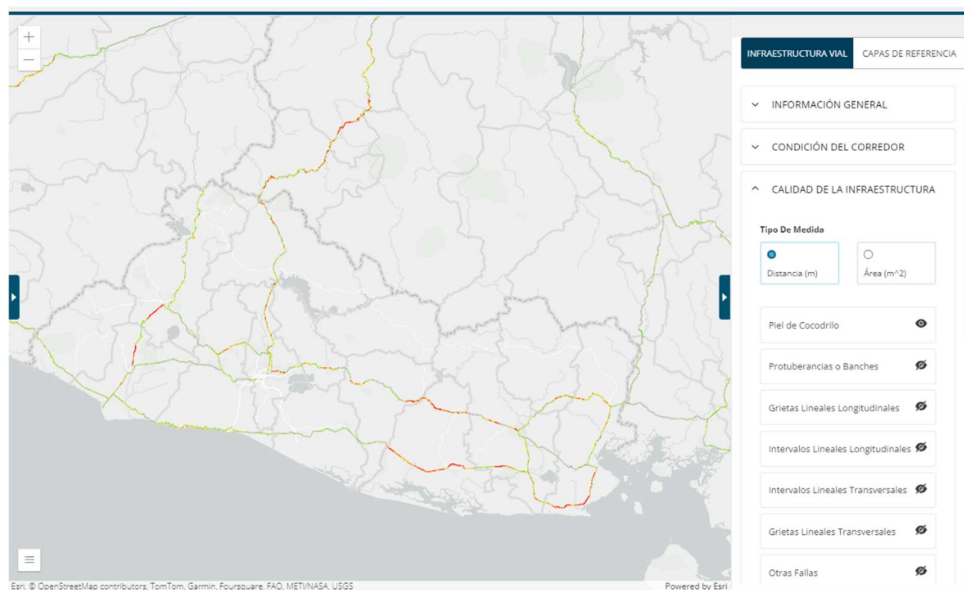 +
−
INFRAESTRUCTURA VIAL
CAPAS DE REFERENCIA
INFORMACIÓN GENERAL
CONDICIÓN DEL CORREDOR
CALIDAD DE LA INFRAESTRUCTURA
Tipo De Medida
Distancia (m)
Área (m^2)
Piel de Cocodrilo
Protuberancias o Banches
Grietas Lineales Longitudinales
Intervalos Lineales Longitudinales
Intervalos Lineales Transversales
Grietas Lineales Transversales
Otras Fallas
Esri, © OpenStreetMap contributors, TomTom, Garmin, Foursquare, FAO, METI/NASA, USGS
Powered by Esri